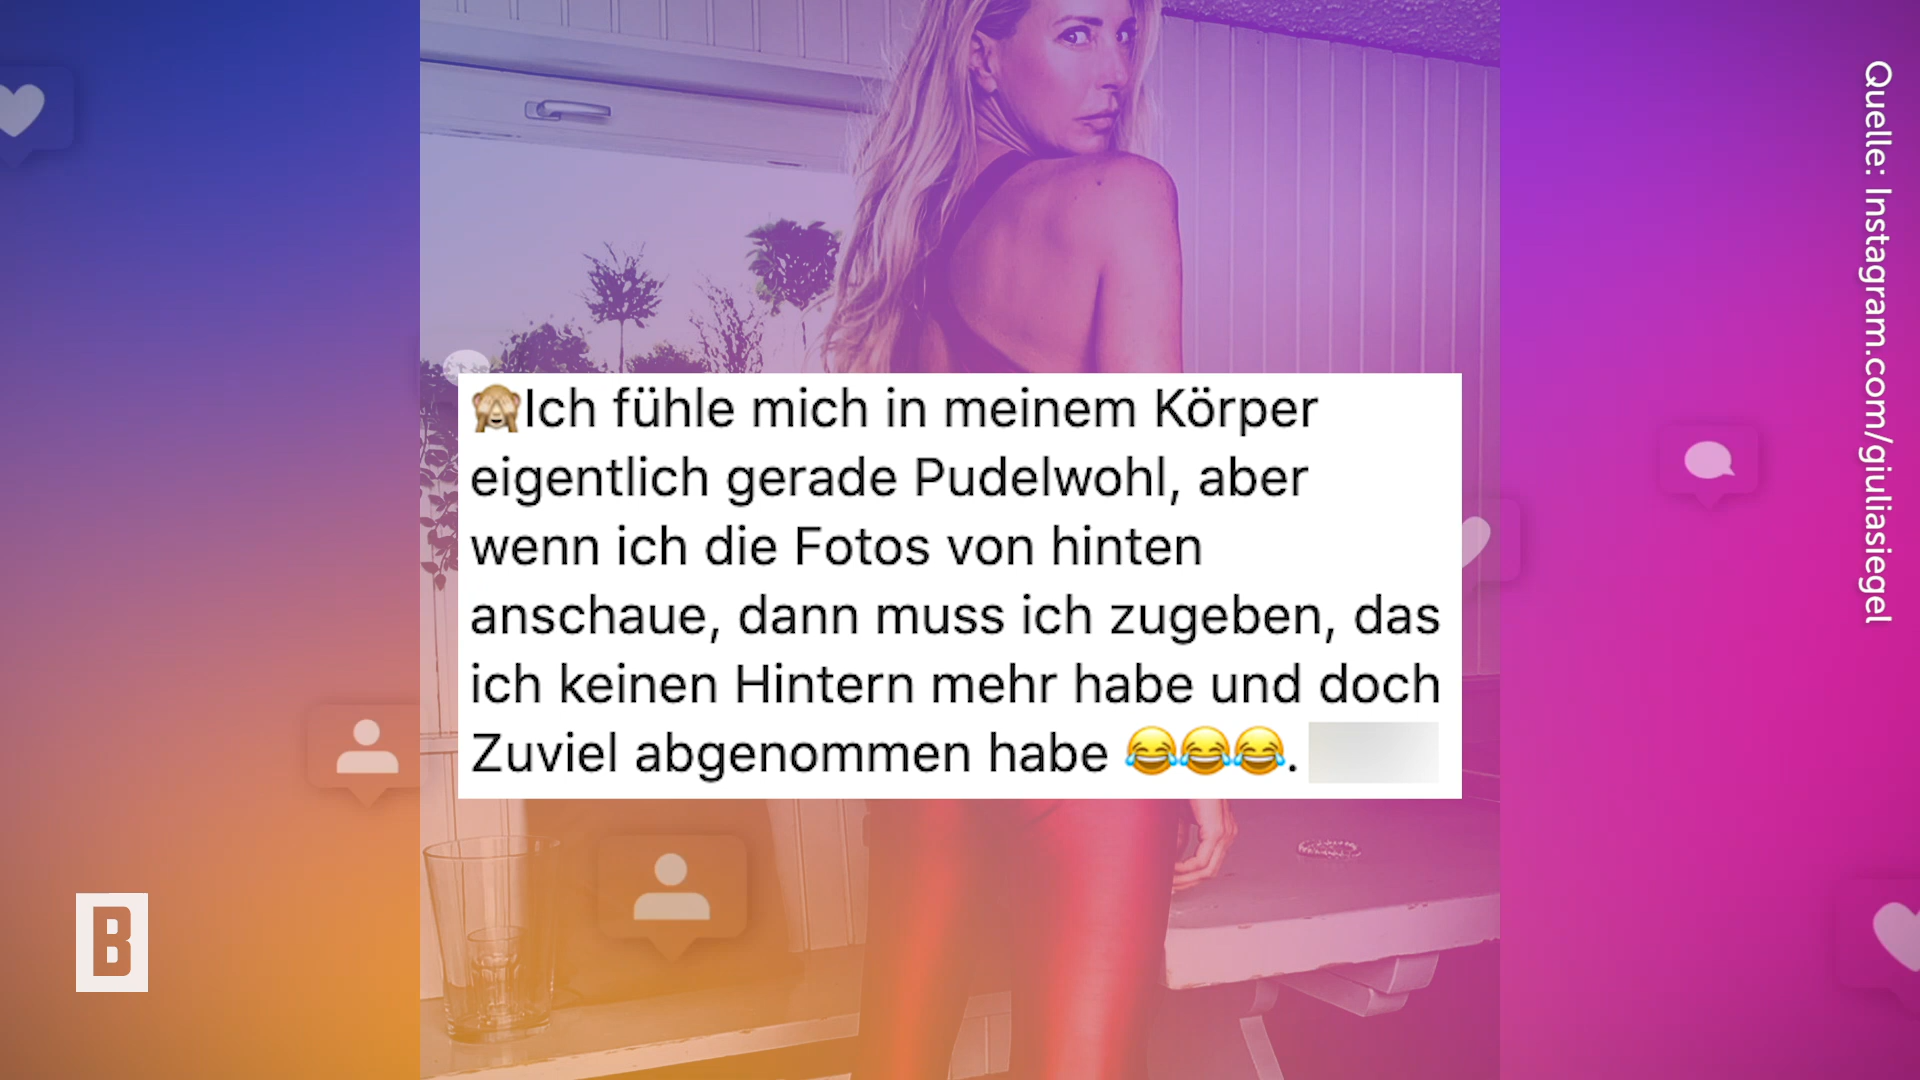 🙈Ich fühle mich in meinem Körper
eigentlich gerade Pudelwohl, aber
wenn ich die Fotos von hinten
anschaue, dann muss ich zugeben, das
ich keinen Hintern mehr habe und doch
Zuviel abgenommen habe 😂😂😂.
Quelle: Instagram.com/giuliasiegel
B